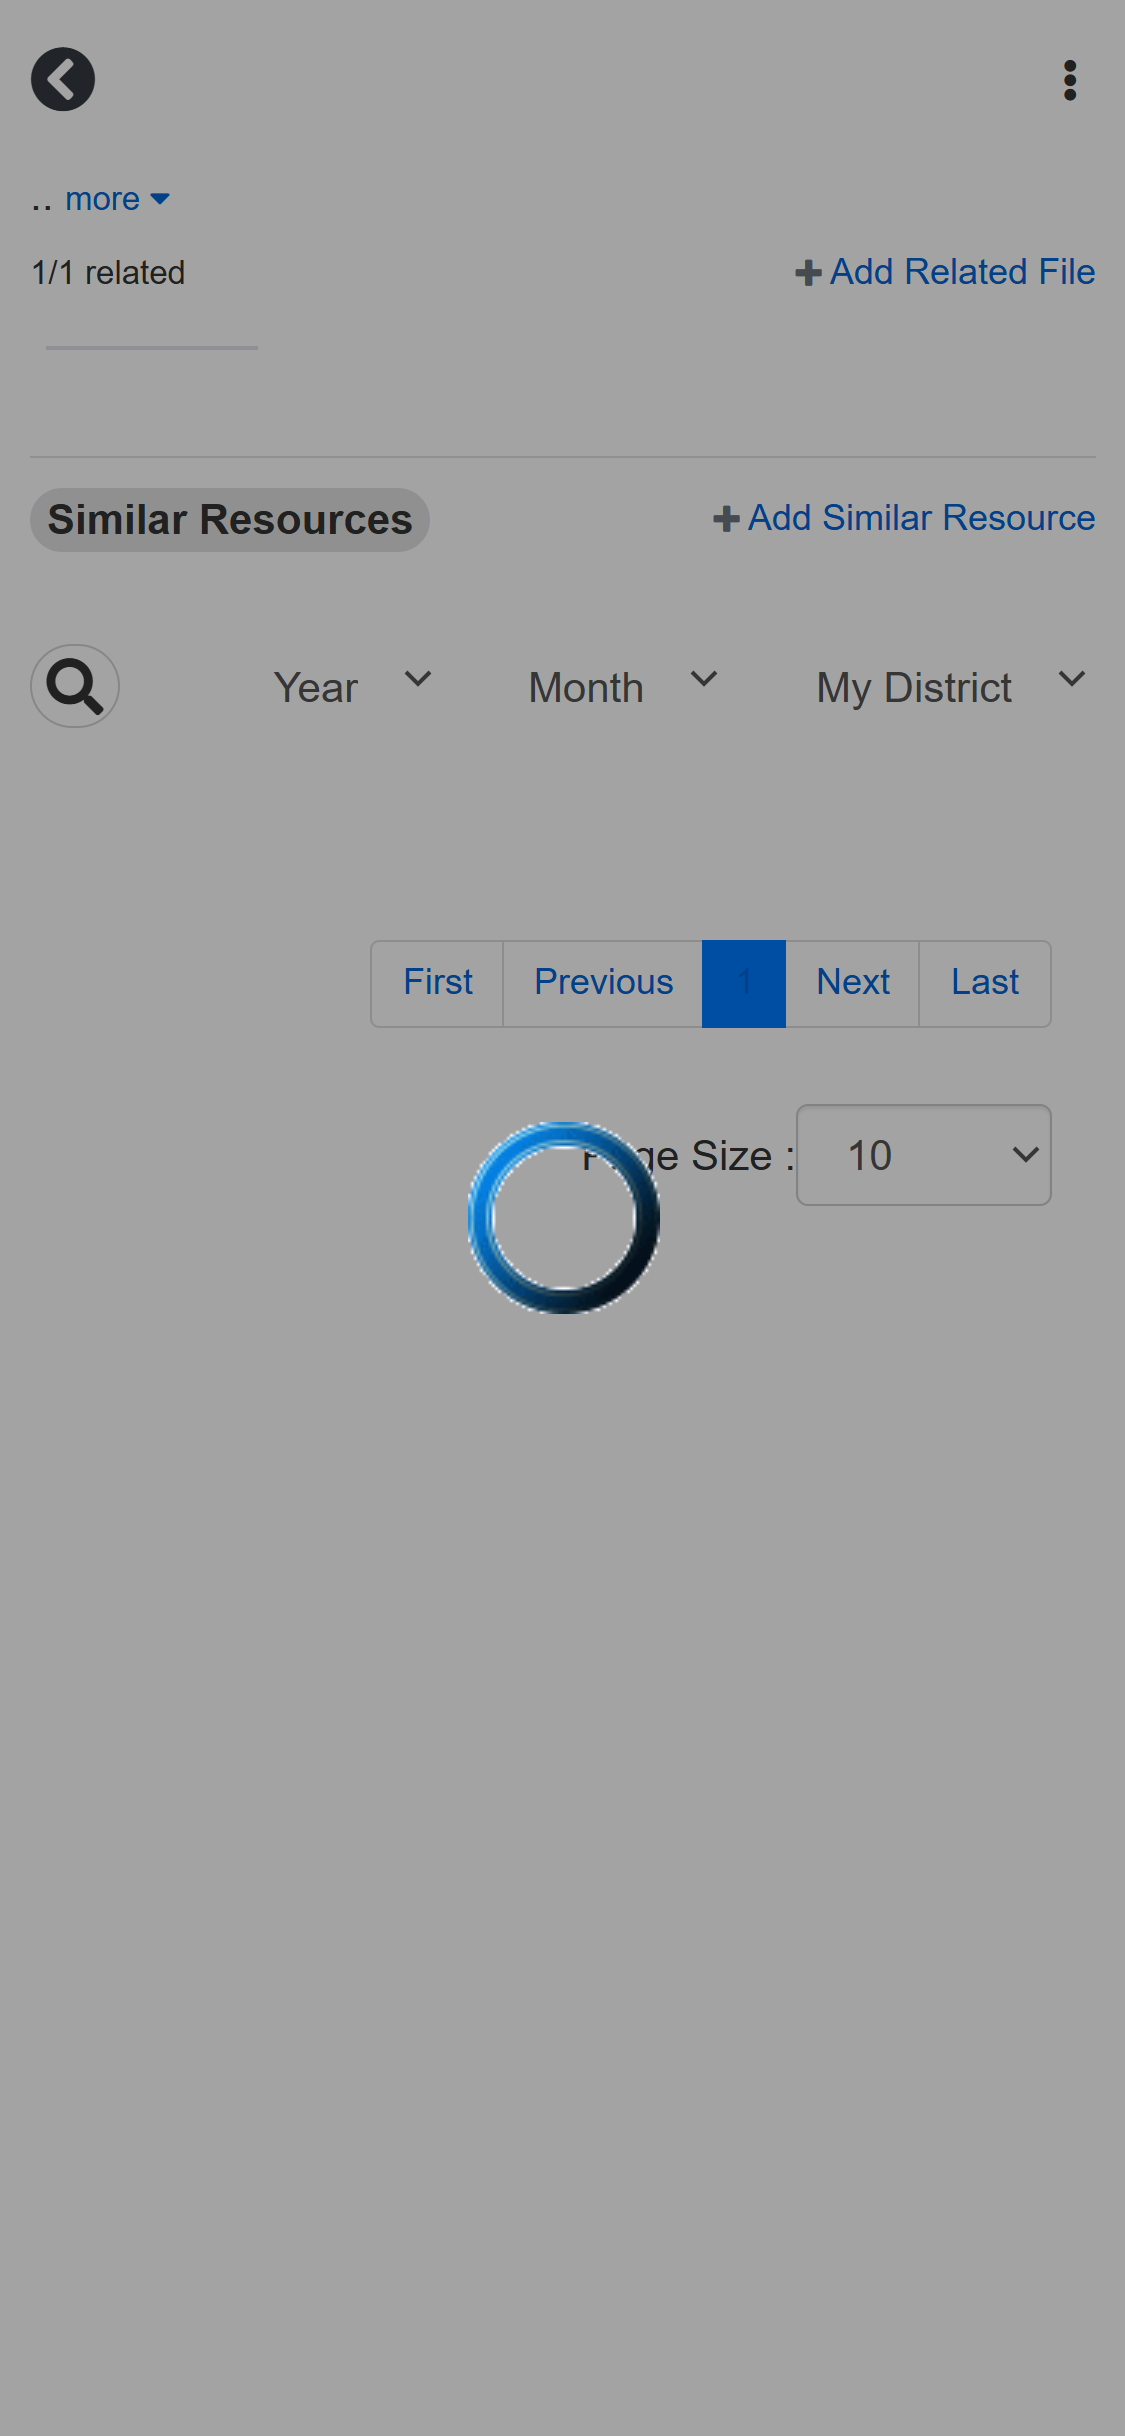 .. more
1/1 related
Add Related File
Similar Resources
Add Similar Resource
Year
Month
My District
First Previous 1 Next Last
Size : 10